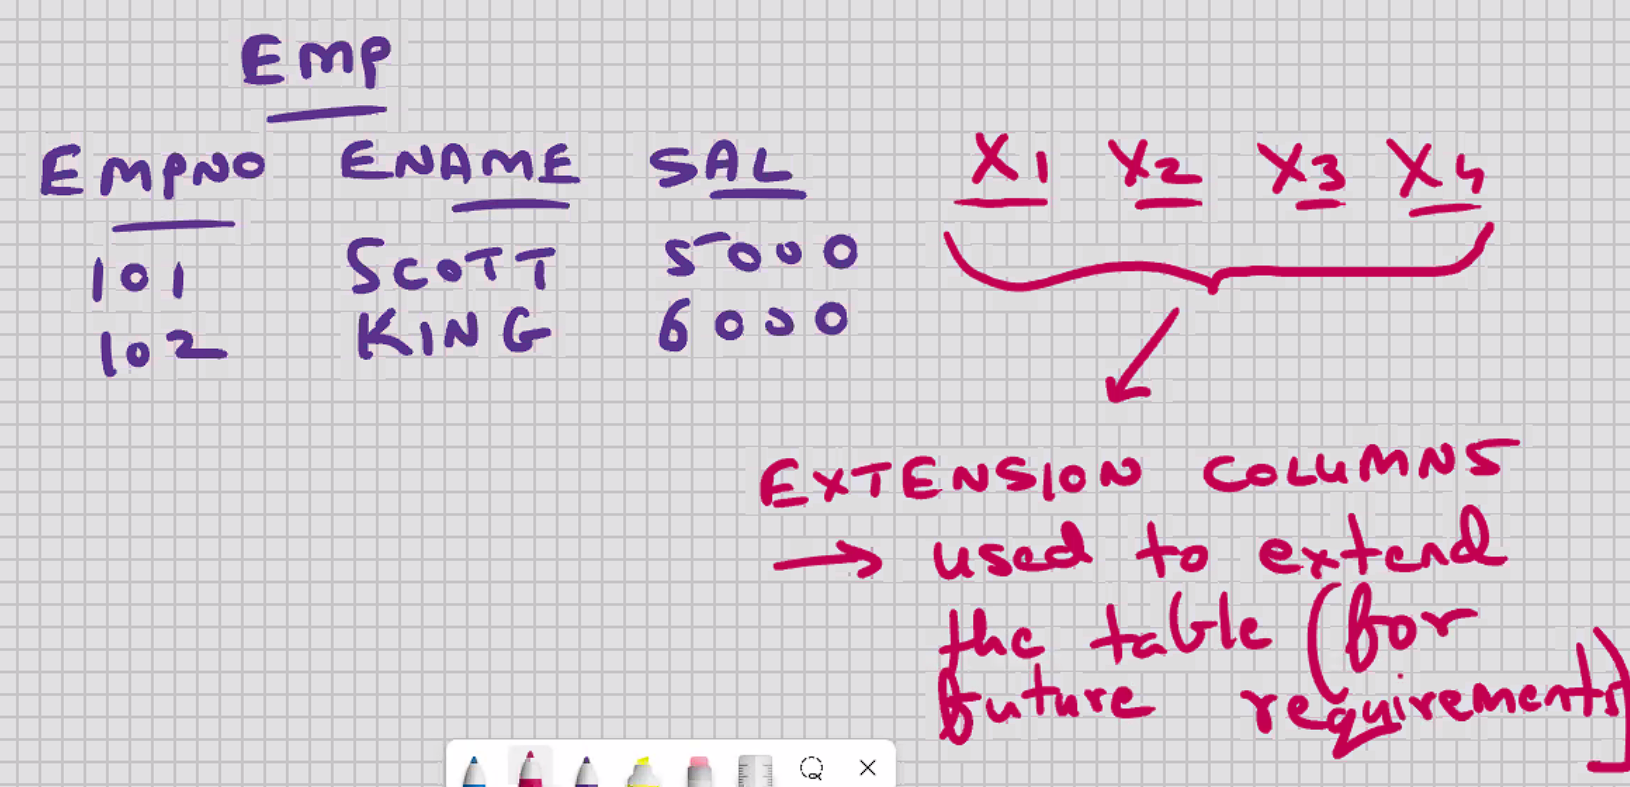 Emp
EMPNO ENAME SAL X1 X2 X3 X4
101 SCOTT 5000
102 KING 6000
EXTENSION COLUMNS
→ used to extend
the table (for
future requirements)